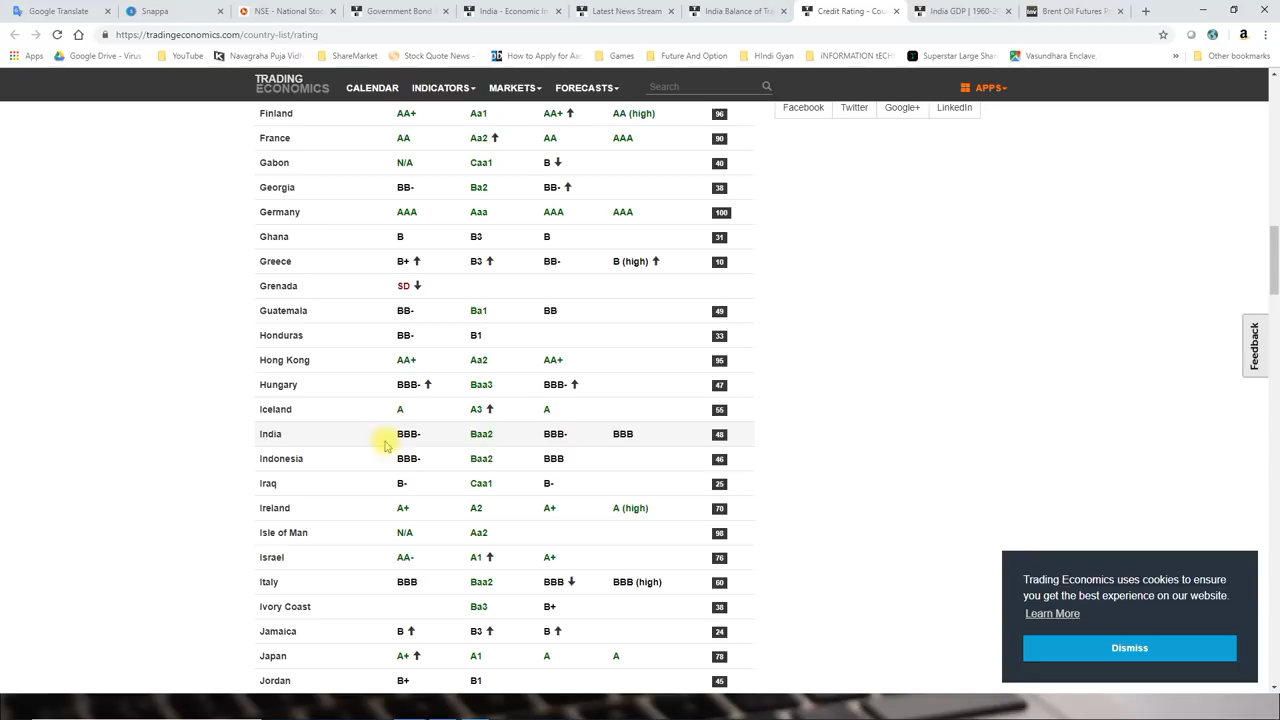 Google Translate
Snappa
NSE - National Stoc
Government Bond
India - Economic In
Latest News Stream
India Balance of Tra
Credit Rating - Cou
India GDP | 1960-2
Brent Oil Futures P
https://tradingeconomics.com/country-list/rating
Apps
Google Drive - Virus
YouTube
Navgraha Puja Vidh
ShareMarket
Stock Quote News -
How to Apply for Aa
Games
Future And Option
HIndi Gyan
iNFORMATION tECH
Superstar Large Shar
Vasundhara Enclave,
»
Other bookmarks
TRADING ECONOMICS
CALENDAR
INDICATORS
MARKETS
FORECASTS
Search
APPS
Facebook
Twitter
Google+
LinkedIn
Finland AA+ Aa1 AA+ AA (high) 96
France AA Aa2 AA AAA 90
Gabon N/A Caa1 B 40
Georgia BB- Ba2 BB- 38
Germany AAA Aaa AAA AAA 100
Ghana B B3 B 31
Greece B+ B3 BB- B (high) 10
Grenada SD
Guatemala BB- Ba1 BB 49
Honduras BB- B1 33
Hong Kong AA+ Aa2 AA+ 95
Hungary BBB- Baa3 BBB- 47
Iceland A A3 A 55
India BBB- Baa2 BBB- BBB 48
Indonesia BBB- Baa2 BBB 46
Iraq B- Caa1 B- 25
Ireland A+ A2 A+ A (high) 70
Isle of Man N/A Aa2 98
Israel AA- A1 A+ 76
Italy BBB Baa2 BBB BBB (high) 60
Ivory Coast Ba3 B+ 38
Jamaica B B3 B 24
Japan A+ A1 A A 78
Jordan B+ B1 45
Feedback
Trading Economics uses cookies to ensure
you get the best experience on our website.
Learn More
Dismiss